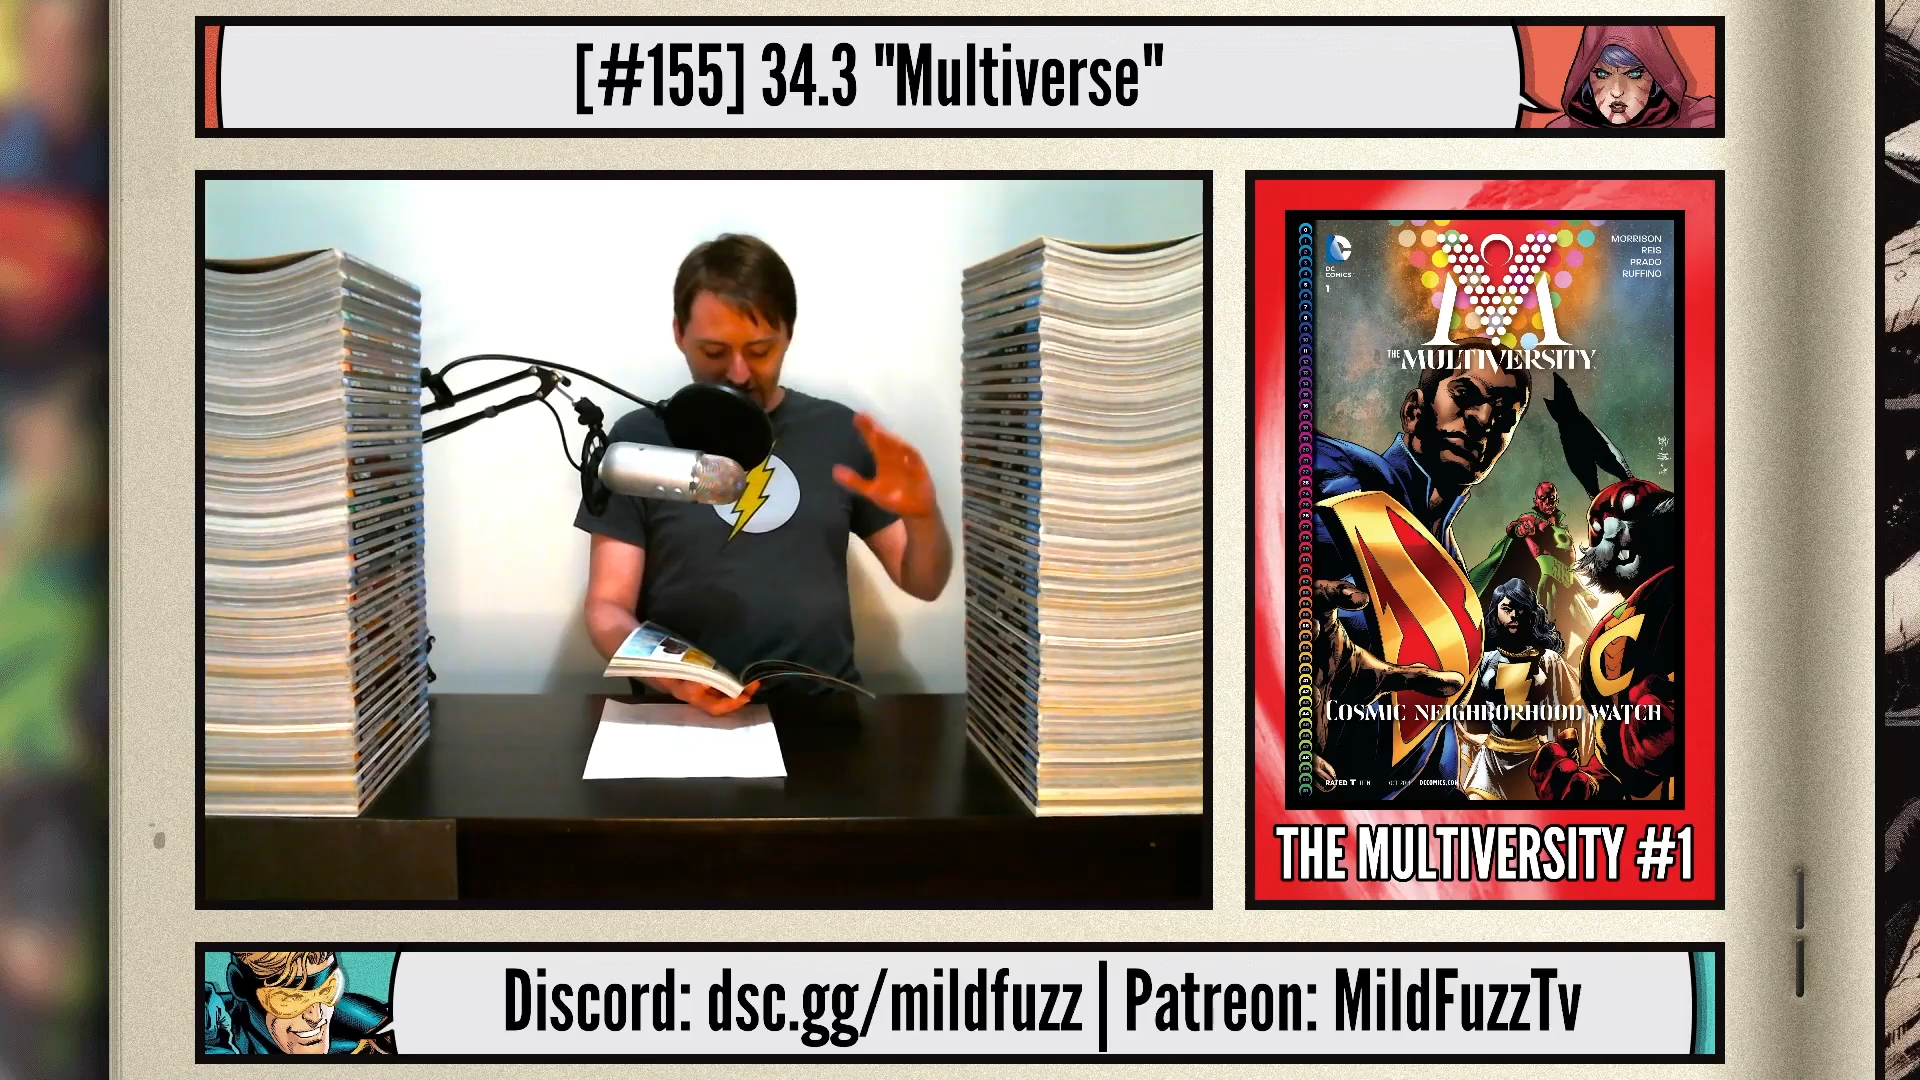 [#155] 34.3 "Multiverse"
DC
COMICS
1
MORRISON
REIS
PRADO
RUFFINO
THE MULTIVERSITY
COSMIC NEIGHBORHOOD WATCH
RATED T
DCCOMICS.COM
THE MULTIVERSITY #1
Discord: dsc.gg/mildfuzz | Patreon: MildFuzzTv